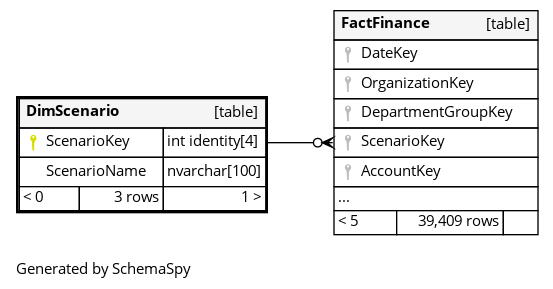 DimScenario [table]
ScenarioKey int identity[4]
ScenarioName nvarchar[100]
< 0 3 rows 1 >
FactFinance [table]
DateKey
OrganizationKey
DepartmentGroupKey
ScenarioKey
AccountKey
...
< 5 39,409 rows
Generated by SchemaSpy